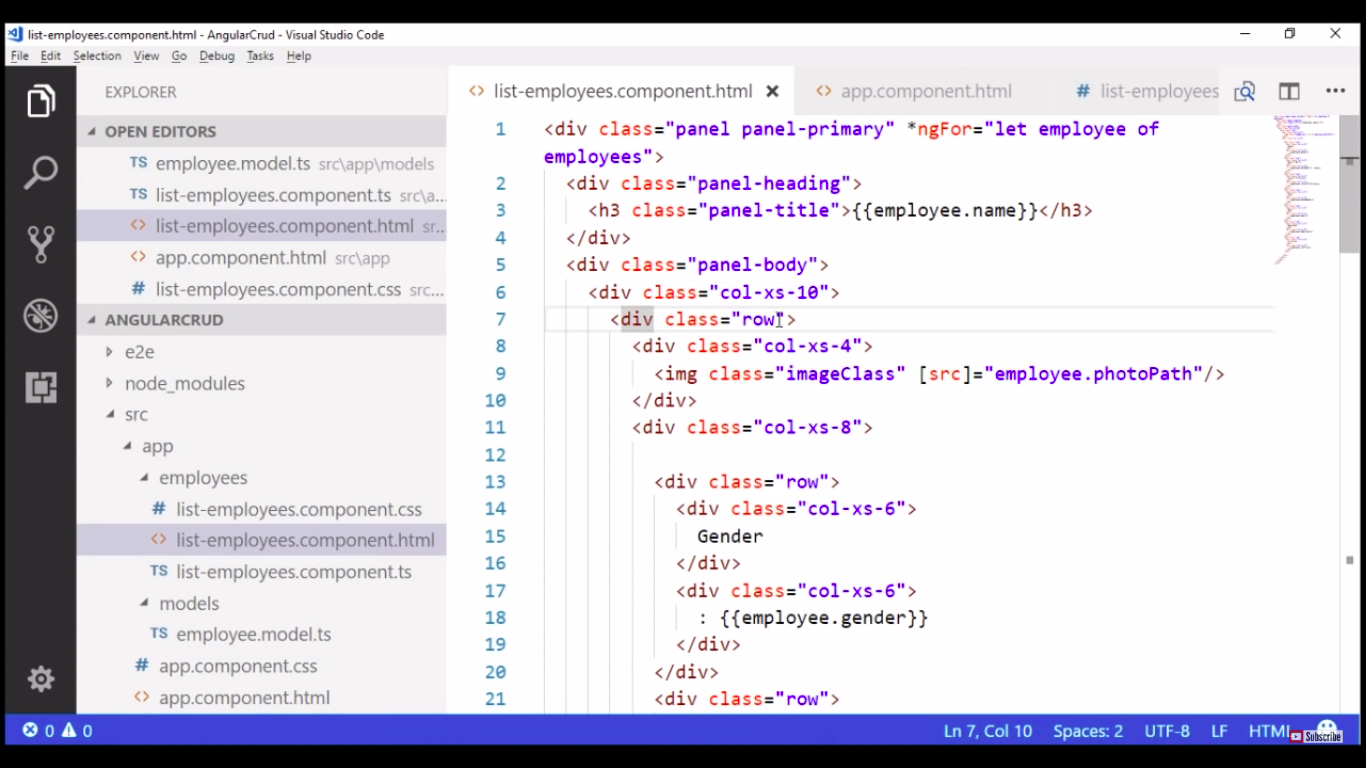 list-employees.component.html - AngularCrud - Visual Studio Code
File Edit Selection View Go Debug Tasks Help
EXPLORER
OPEN EDITORS
TS employee.model.ts src\app\models
TS list-employees.component.ts src\a...
<> list-employees.component.html sr...
<> app.component.html src\app
# list-employees.component.css src...
ANGULARCRUD
e2e
node_modules
src
app
employees
# list-employees.component.css
<> list-employees.component.html
TS list-employees.component.ts
models
TS employee.model.ts
# app.component.css
<> app.component.html
<> list-employees.component.html <> app.component.html # list-employees
1 <div class="panel panel-primary" *ngFor="let employee of
employees">
2 <div class="panel-heading">
3 <h3 class="panel-title">{{employee.name}}</h3>
4 </div>
5 <div class="panel-body">
6 <div class="col-xs-10">
7 <div class="row">
8 <div class="col-xs-4">
9 <img class="imageClass" [src]="employee.photoPath"/>
10 </div>
11 <div class="col-xs-8">
12
13 <div class="row">
14 <div class="col-xs-6">
15 Gender
16 </div>
17 <div class="col-xs-6">
18 : {{employee.gender}}
19 </div>
20 </div>
21 <div class="row">
0 0 Ln 7, Col 10 Spaces: 2 UTF-8 LF HTML
Subscribe